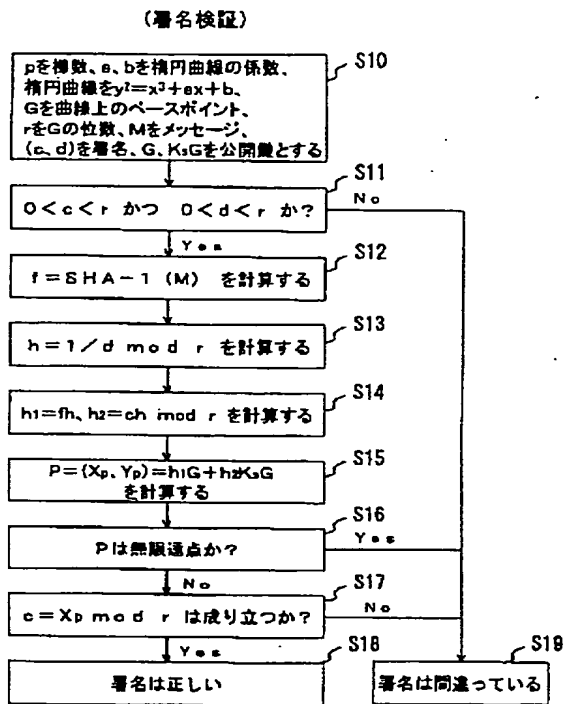 (署名検証)
S10
pを標数、a、bを楕円曲線の係数、
楕円曲線をy²=x³+ax+b、
Gを曲線上のベースポイント、
rをGの位数、Mをメッセージ、
(c、d)を署名、G、KsGを公開鍵とする
S11
0<c<r かつ 0<d<r か?
No
Yes
S12
f=SHA-1(M) を計算する
S13
h=1/d mod r を計算する
S14
h1=fh、h2=ch mod r を計算する
S15
P=(Xp、Yp)=h1G+h2KsG
を計算する
S16
Pは無限遠点か?
Yes
No
S17
c=Xp mod r は成り立つか?
No
Yes
S18
署名は正しい
S19
署名は間違っている